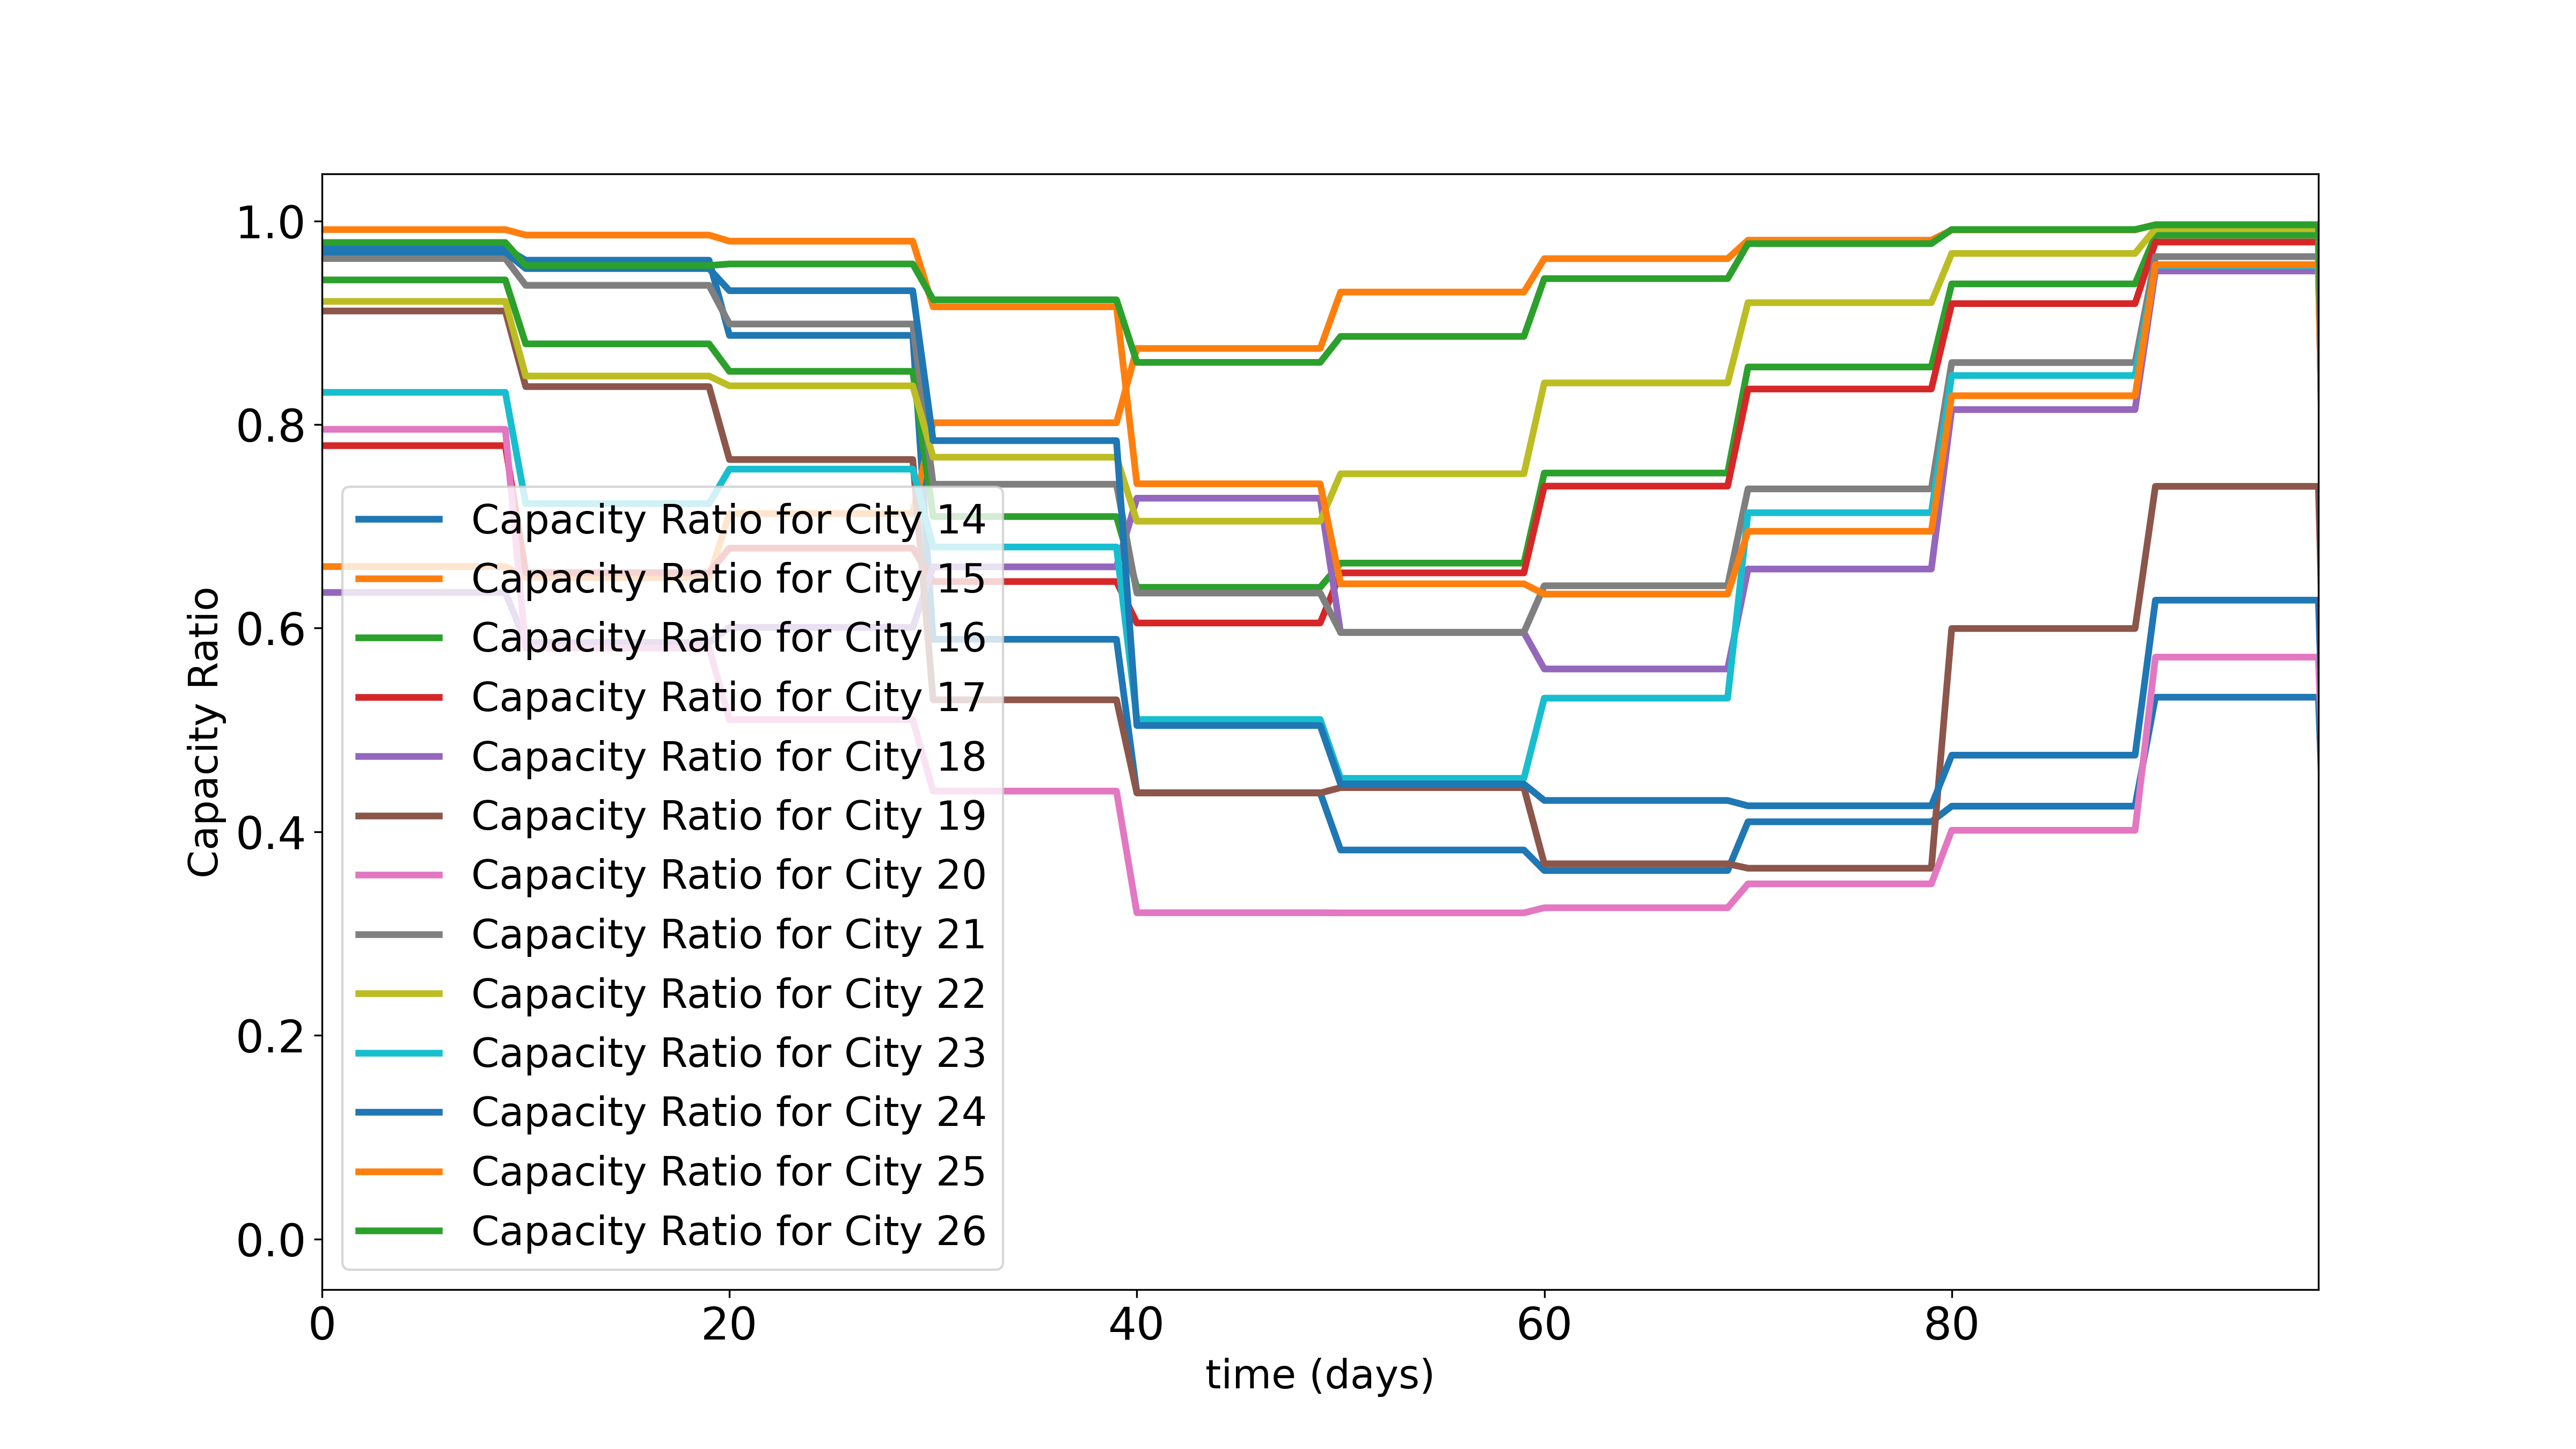 1.0
0.8
0.6
0.4
0.2
0.0
Capacity Ratio
Capacity Ratio for City 14
Capacity Ratio for City 15
Capacity Ratio for City 16
Capacity Ratio for City 17
Capacity Ratio for City 18
Capacity Ratio for City 19
Capacity Ratio for City 20
Capacity Ratio for City 21
Capacity Ratio for City 22
Capacity Ratio for City 23
Capacity Ratio for City 24
Capacity Ratio for City 25
Capacity Ratio for City 26
0 20 40 60 80
time (days)